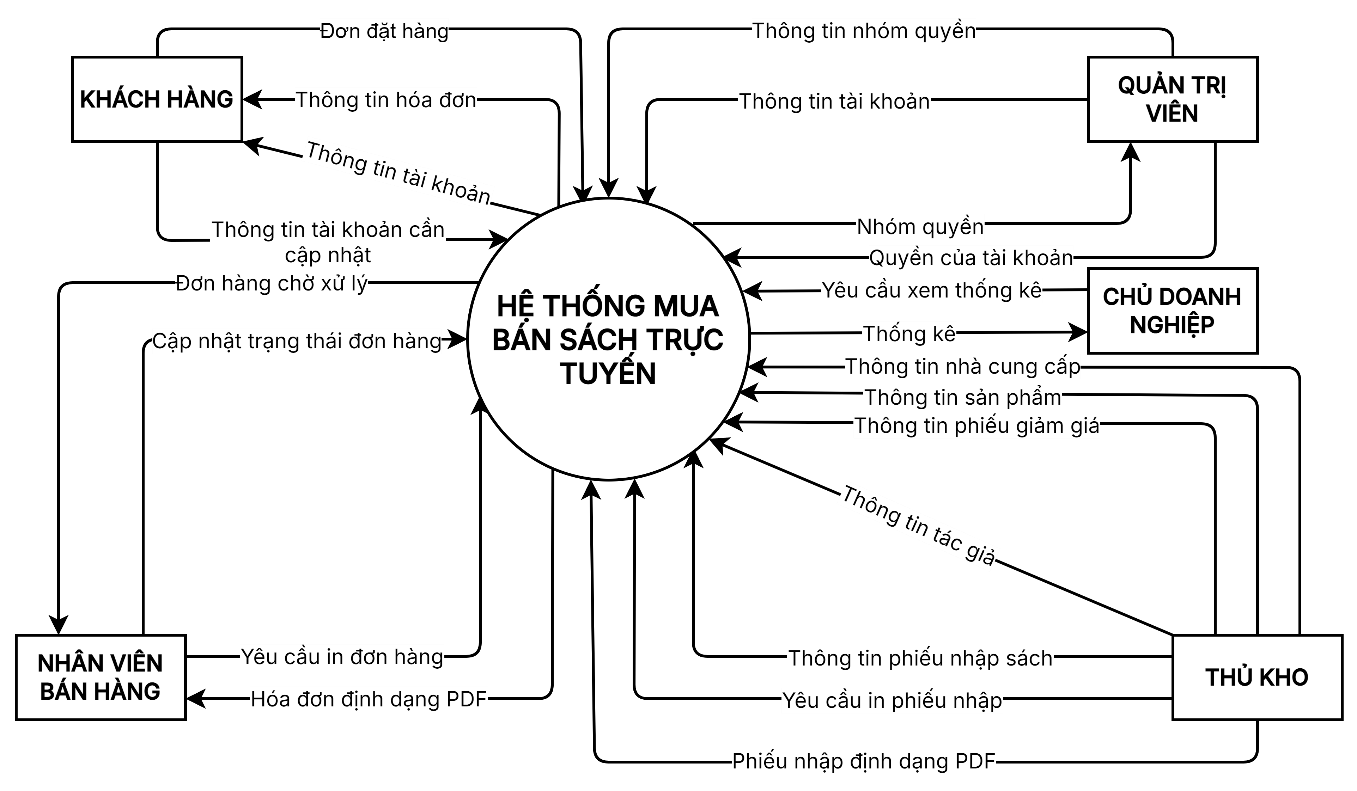 Đơn đặt hàng
Thông tin nhóm quyền
KHÁCH HÀNG
Thông tin hóa đơn
Thông tin tài khoản
QUẢN TRỊ
VIÊN
Thông tin tài khoản
Thông tin tài khoản cần
cập nhật
Nhóm quyền
Quyền của tài khoản
Đơn hàng chờ xử lý
Yêu cầu xem thống kê
CHỦ DOANH
NGHIỆP
HỆ THỐNG MUA
BÁN SÁCH TRỰC
TUYẾN
Cập nhật trạng thái đơn hàng
Thống kê
Thông tin nhà cung cấp
Thông tin sản phẩm
Thông tin phiếu giảm giá
Thông tin tác giả
NHÂN VIÊN
BÁN HÀNG
Yêu cầu in đơn hàng
Hóa đơn định dạng PDF
Thông tin phiếu nhập sách
THỦ KHO
Yêu cầu in phiếu nhập
Phiếu nhập định dạng PDF